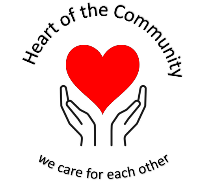 Heart of the Community
we care for each other